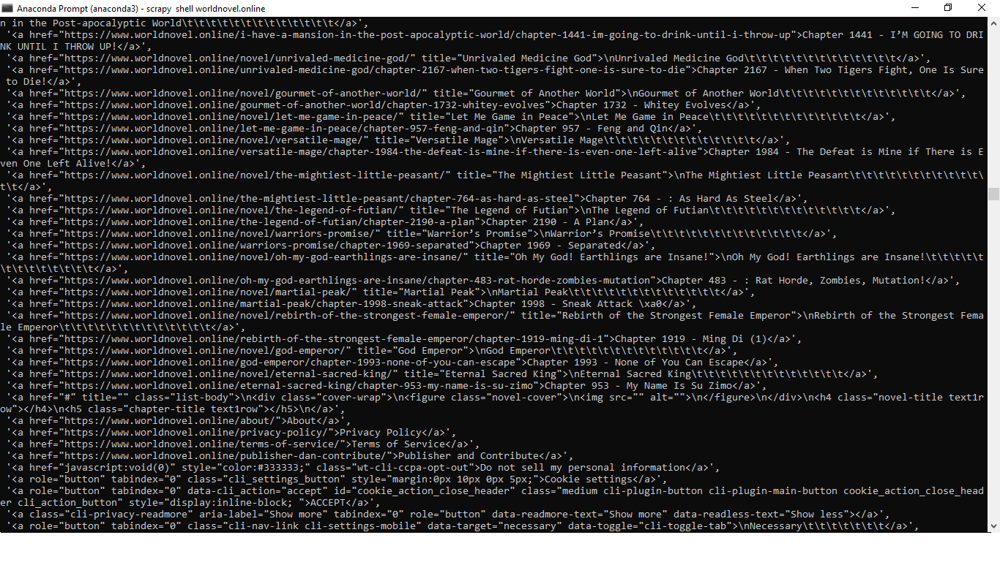 Anaconda Prompt (anaconda3) - scrapy  shell worldnovel.online
n in the Post-apocalyptic World\t\t\t\t\t\t\t\t\t\t\t\t\t</a>',
'<a href="https://www.worldnovel.online/i-have-a-mansion-in-the-post-apocalyptic-world/chapter-1441-im-going-to-drink-until-i-throw-up">Chapter 1441 - I’M GOING TO DRI
NK UNTIL I THROW UP!</a>',
'<a href="https://www.worldnovel.online/novel/unrivaled-medicine-god/" title="Unrivaled Medicine God">\nUnrivaled Medicine God\t\t\t\t\t\t\t\t\t\t\t\t\t</a>',
'<a href="https://www.worldnovel.online/unrivaled-medicine-god/chapter-2167-when-two-tigers-fight-one-is-sure-to-die">Chapter 2167 - When Two Tigers Fight, One Is Sure
to Die!</a>',
'<a href="https://www.worldnovel.online/novel/gourmet-of-another-world/" title="Gourmet of Another World">\nGourmet of Another World\t\t\t\t\t\t\t\t\t\t\t\t\t</a>',
'<a href="https://www.worldnovel.online/gourmet-of-another-world/chapter-1732-whitey-evolves">Chapter 1732 - Whitey Evolves</a>',
'<a href="https://www.worldnovel.online/novel/let-me-game-in-peace/" title="Let Me Game in Peace">\nLet Me Game in Peace\t\t\t\t\t\t\t\t\t\t\t\t\t</a>',
'<a href="https://www.worldnovel.online/let-me-game-in-peace/chapter-957-feng-and-qin">Chapter 957 - Feng and Qin</a>',
'<a href="https://www.worldnovel.online/novel/versatile-mage/" title="Versatile Mage">\nVersatile Mage\t\t\t\t\t\t\t\t\t\t\t\t\t</a>',
'<a href="https://www.worldnovel.online/versatile-mage/chapter-1984-the-defeat-is-mine-if-there-is-even-one-left-alive">Chapter 1984 - The Defeat is Mine if There is E
ven One Left Alive!</a>',
'<a href="https://www.worldnovel.online/novel/the-mightiest-little-peasant/" title="The Mightiest Little Peasant">\nThe Mightiest Little Peasant\t\t\t\t\t\t\t\t\t\t\t\
t\t</a>',
'<a href="https://www.worldnovel.online/the-mightiest-little-peasant/chapter-764-as-hard-as-steel">Chapter 764 - : As Hard As Steel</a>',
'<a href="https://www.worldnovel.online/novel/the-legend-of-futian/" title="The Legend of Futian">\nThe Legend of Futian\t\t\t\t\t\t\t\t\t\t\t\t\t</a>',
'<a href="https://www.worldnovel.online/the-legend-of-futian/chapter-2190-a-plan">Chapter 2190 - A Plan</a>',
'<a href="https://www.worldnovel.online/novel/warriors-promise/" title="Warrior’s Promise">\nWarrior’s Promise\t\t\t\t\t\t\t\t\t\t\t\t\t</a>',
'<a href="https://www.worldnovel.online/warriors-promise/chapter-1969-separated">Chapter 1969 - Separated</a>',
'<a href="https://www.worldnovel.online/novel/oh-my-god-earthlings-are-insane/" title="Oh My God! Earthlings are Insane!">\nOh My God! Earthlings are Insane!\t\t\t\t\t
\t\t\t\t\t\t\t\t</a>',
'<a href="https://www.worldnovel.online/oh-my-god-earthlings-are-insane/chapter-483-rat-horde-zombies-mutation">Chapter 483 - : Rat Horde, Zombies, Mutation!</a>',
'<a href="https://www.worldnovel.online/novel/martial-peak/" title="Martial Peak">\nMartial Peak\t\t\t\t\t\t\t\t\t\t\t\t\t</a>',
'<a href="https://www.worldnovel.online/martial-peak/chapter-1998-sneak-attack">Chapter 1998 - Sneak Attack \xa0</a>',
'<a href="https://www.worldnovel.online/novel/rebirth-of-the-strongest-female-emperor/" title="Rebirth of the Strongest Female Emperor">\nRebirth of the Strongest Fema
le Emperor\t\t\t\t\t\t\t\t\t\t\t\t\t</a>',
'<a href="https://www.worldnovel.online/rebirth-of-the-strongest-female-emperor/chapter-1919-ming-di-1">Chapter 1919 - Ming Di (1)</a>',
'<a href="https://www.worldnovel.online/novel/god-emperor/" title="God Emperor">\nGod Emperor\t\t\t\t\t\t\t\t\t\t\t\t\t</a>',
'<a href="https://www.worldnovel.online/god-emperor/chapter-1993-none-of-you-can-escape">Chapter 1993 - None of You Can Escape</a>',
'<a href="https://www.worldnovel.online/novel/eternal-sacred-king/" title="Eternal Sacred King">\nEternal Sacred King\t\t\t\t\t\t\t\t\t\t\t\t\t</a>',
'<a href="https://www.worldnovel.online/eternal-sacred-king/chapter-953-my-name-is-su-zimo">Chapter 953 - My Name Is Su Zimo</a>',
'<a href="#" title="" class="list-body">\n<div class="cover-wrap">\n<figure class="novel-cover">\n<img src="" alt="">\n</figure>\n</div>\n<h4 class="novel-title text1r
ow"></h4>\n<h5 class="chapter-title text1row"></h5>\n</a>',
'<a href="https://www.worldnovel.online/about/">About</a>',
'<a href="https://www.worldnovel.online/privacy-policy/">Privacy Policy</a>',
'<a href="https://www.worldnovel.online/terms-of-service/">Terms of Service</a>',
'<a href="https://www.worldnovel.online/publisher-dan-contribute/">Publisher and Contribute</a>',
'<a href="javascript:void(0)" style="color:#333333;" class="wt-cli-ccpa-opt-out">Do not sell my personal information</a>',
'<a role="button" tabindex="0" class="cli_settings_button" style="margin:0px 10px 0px 5px;">Cookie settings</a>',
'<a role="button" tabindex="0" data-cli_action="accept" id="cookie_action_close_header" class="medium cli-plugin-button cli-plugin-main-button cookie_action_close_head
er cli_action_button" style="display:inline-block; ">ACCEPT</a>',
'<a class="cli-privacy-readmore" aria-label="Show more" tabindex="0" role="button" data-readmore-text="Show more" data-readless-text="Show less"></a>',
'<a role="button" tabindex="0" class="cli-nav-link cli-settings-mobile" data-target="necessary" data-toggle="cli-toggle-tab">\nNecessary\t\t\t\t\t\t\t</a>',